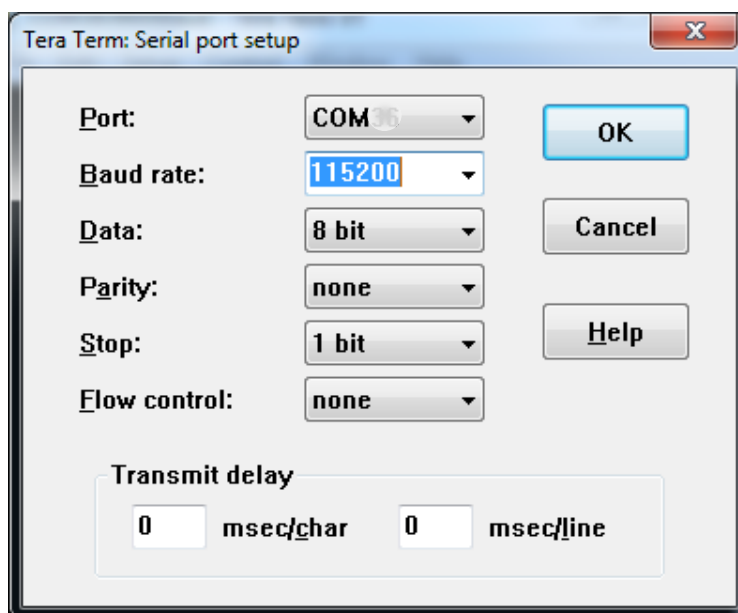 Tera Term: Serial port setup
Port: COM
OK
Baud rate: 115200
Data: 8 bit
Cancel
Parity: none
Stop: 1 bit
Help
Flow control: none
Transmit delay
0 msec/char 0 msec/line